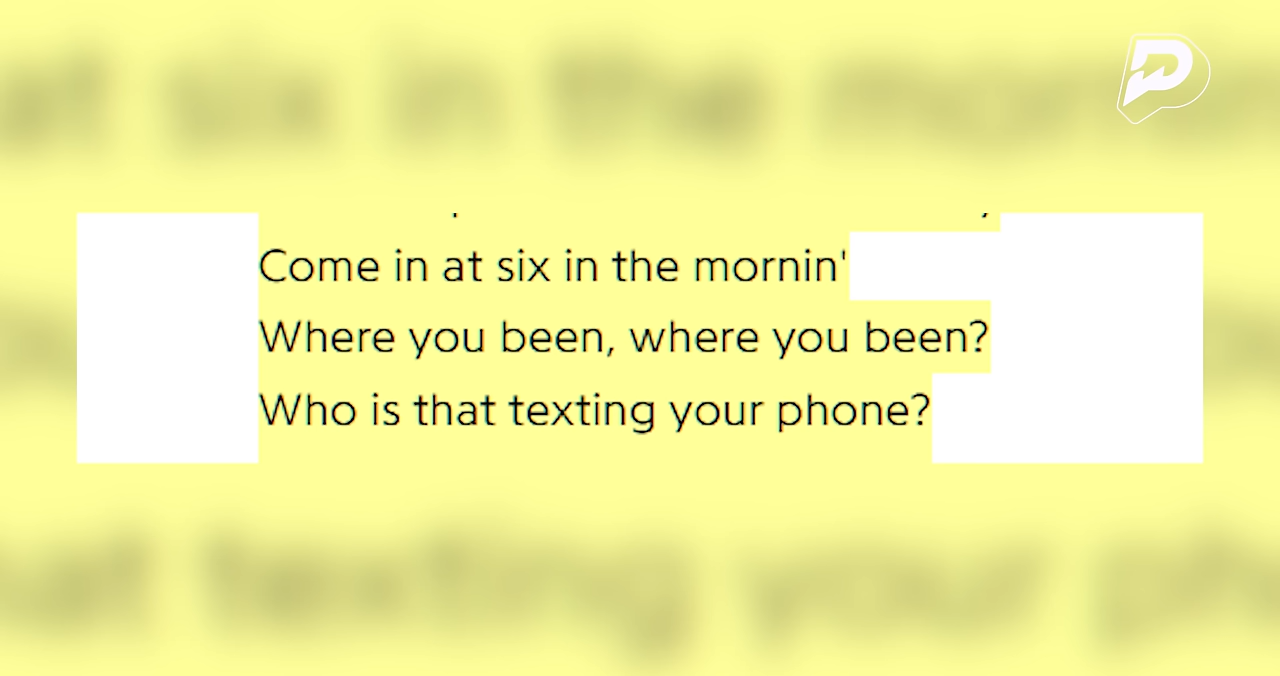 Come in at six in the mornin'
Where you been, where you been?
Who is that texting your phone?